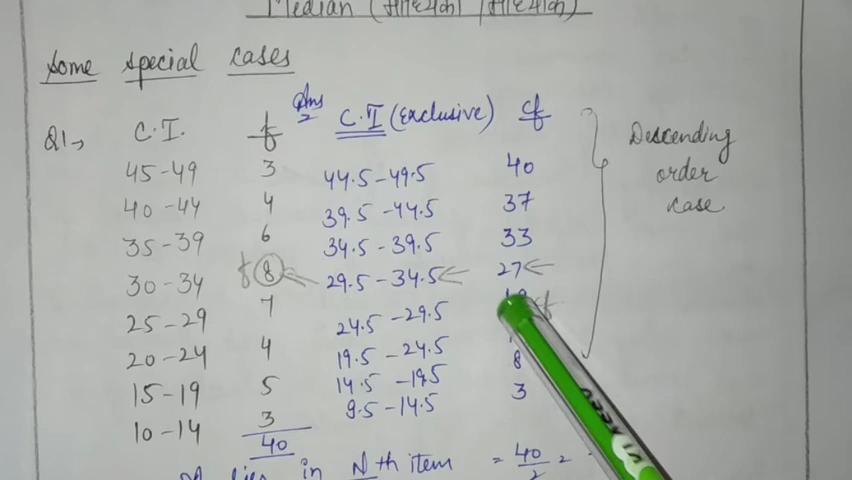 Median (माध्यिका / माध्यिका)
Some special cases
Q1→ C.I. f Ans C.I (Exclusive) cf
45-49 3 44.5-49.5 40
40-44 4 39.5-44.5 37
35-39 6 34.5-39.5 33
30-34 f 8 29.5-34.5 27
25-29 7 24.5-29.5 cf
20-24 4 19.5-24.5
15-19 5 14.5-19.5 8
10-14 3 9.5-14.5 3
40
Descending
order
case
lies in N th item = 40/2 =